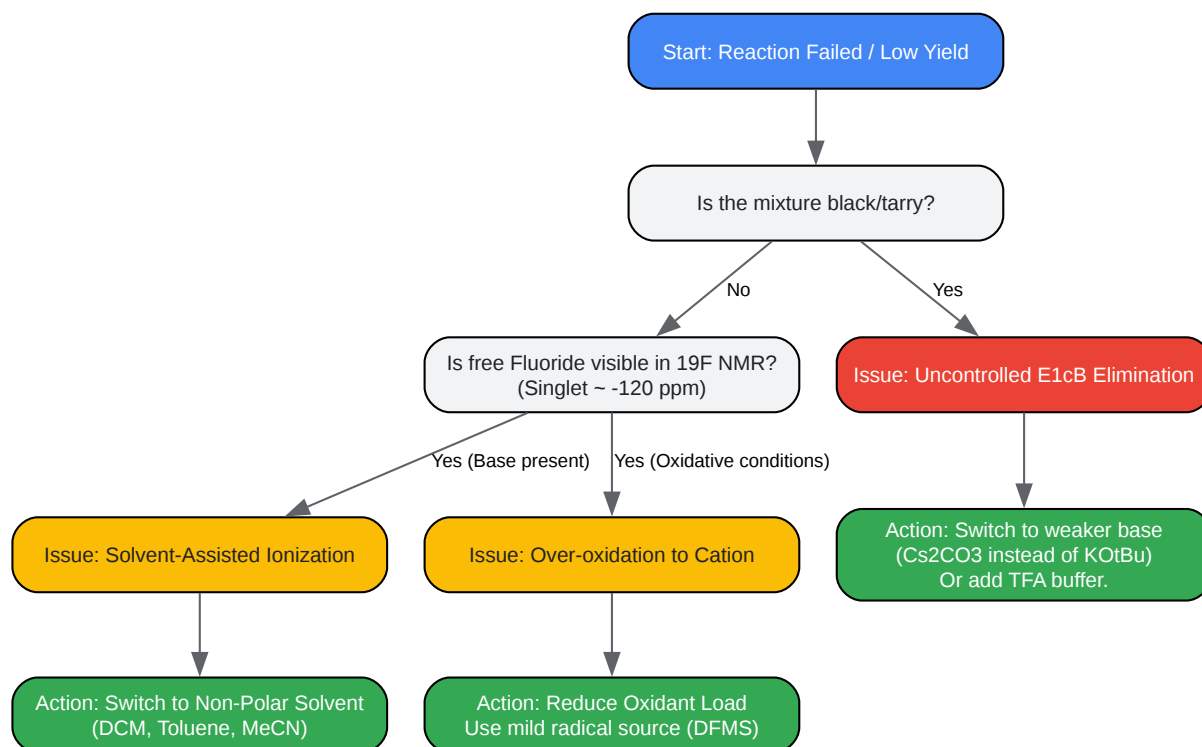 Start: Reaction Failed / Low Yield
Is the mixture black/tarry?
No
Yes
Is free Fluoride visible in 19F NMR?
(Singlet ~ -120 ppm)
Issue: Uncontrolled E1cB Elimination
Yes (Base present)
Yes (Oxidative conditions)
Issue: Solvent-Assisted Ionization
Issue: Over-oxidation to Cation
Action: Switch to weaker base
(Cs2CO3 instead of KOtBu)
Or add TFA buffer.
Action: Switch to Non-Polar Solvent
(DCM, Toluene, MeCN)
Action: Reduce Oxidant Load
Use mild radical source (DFMS)